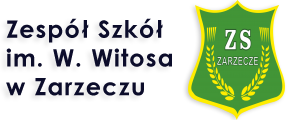 Zespół Szkół
im. W. Witosa
w Zarzeczu
ZS
ZARZECZE